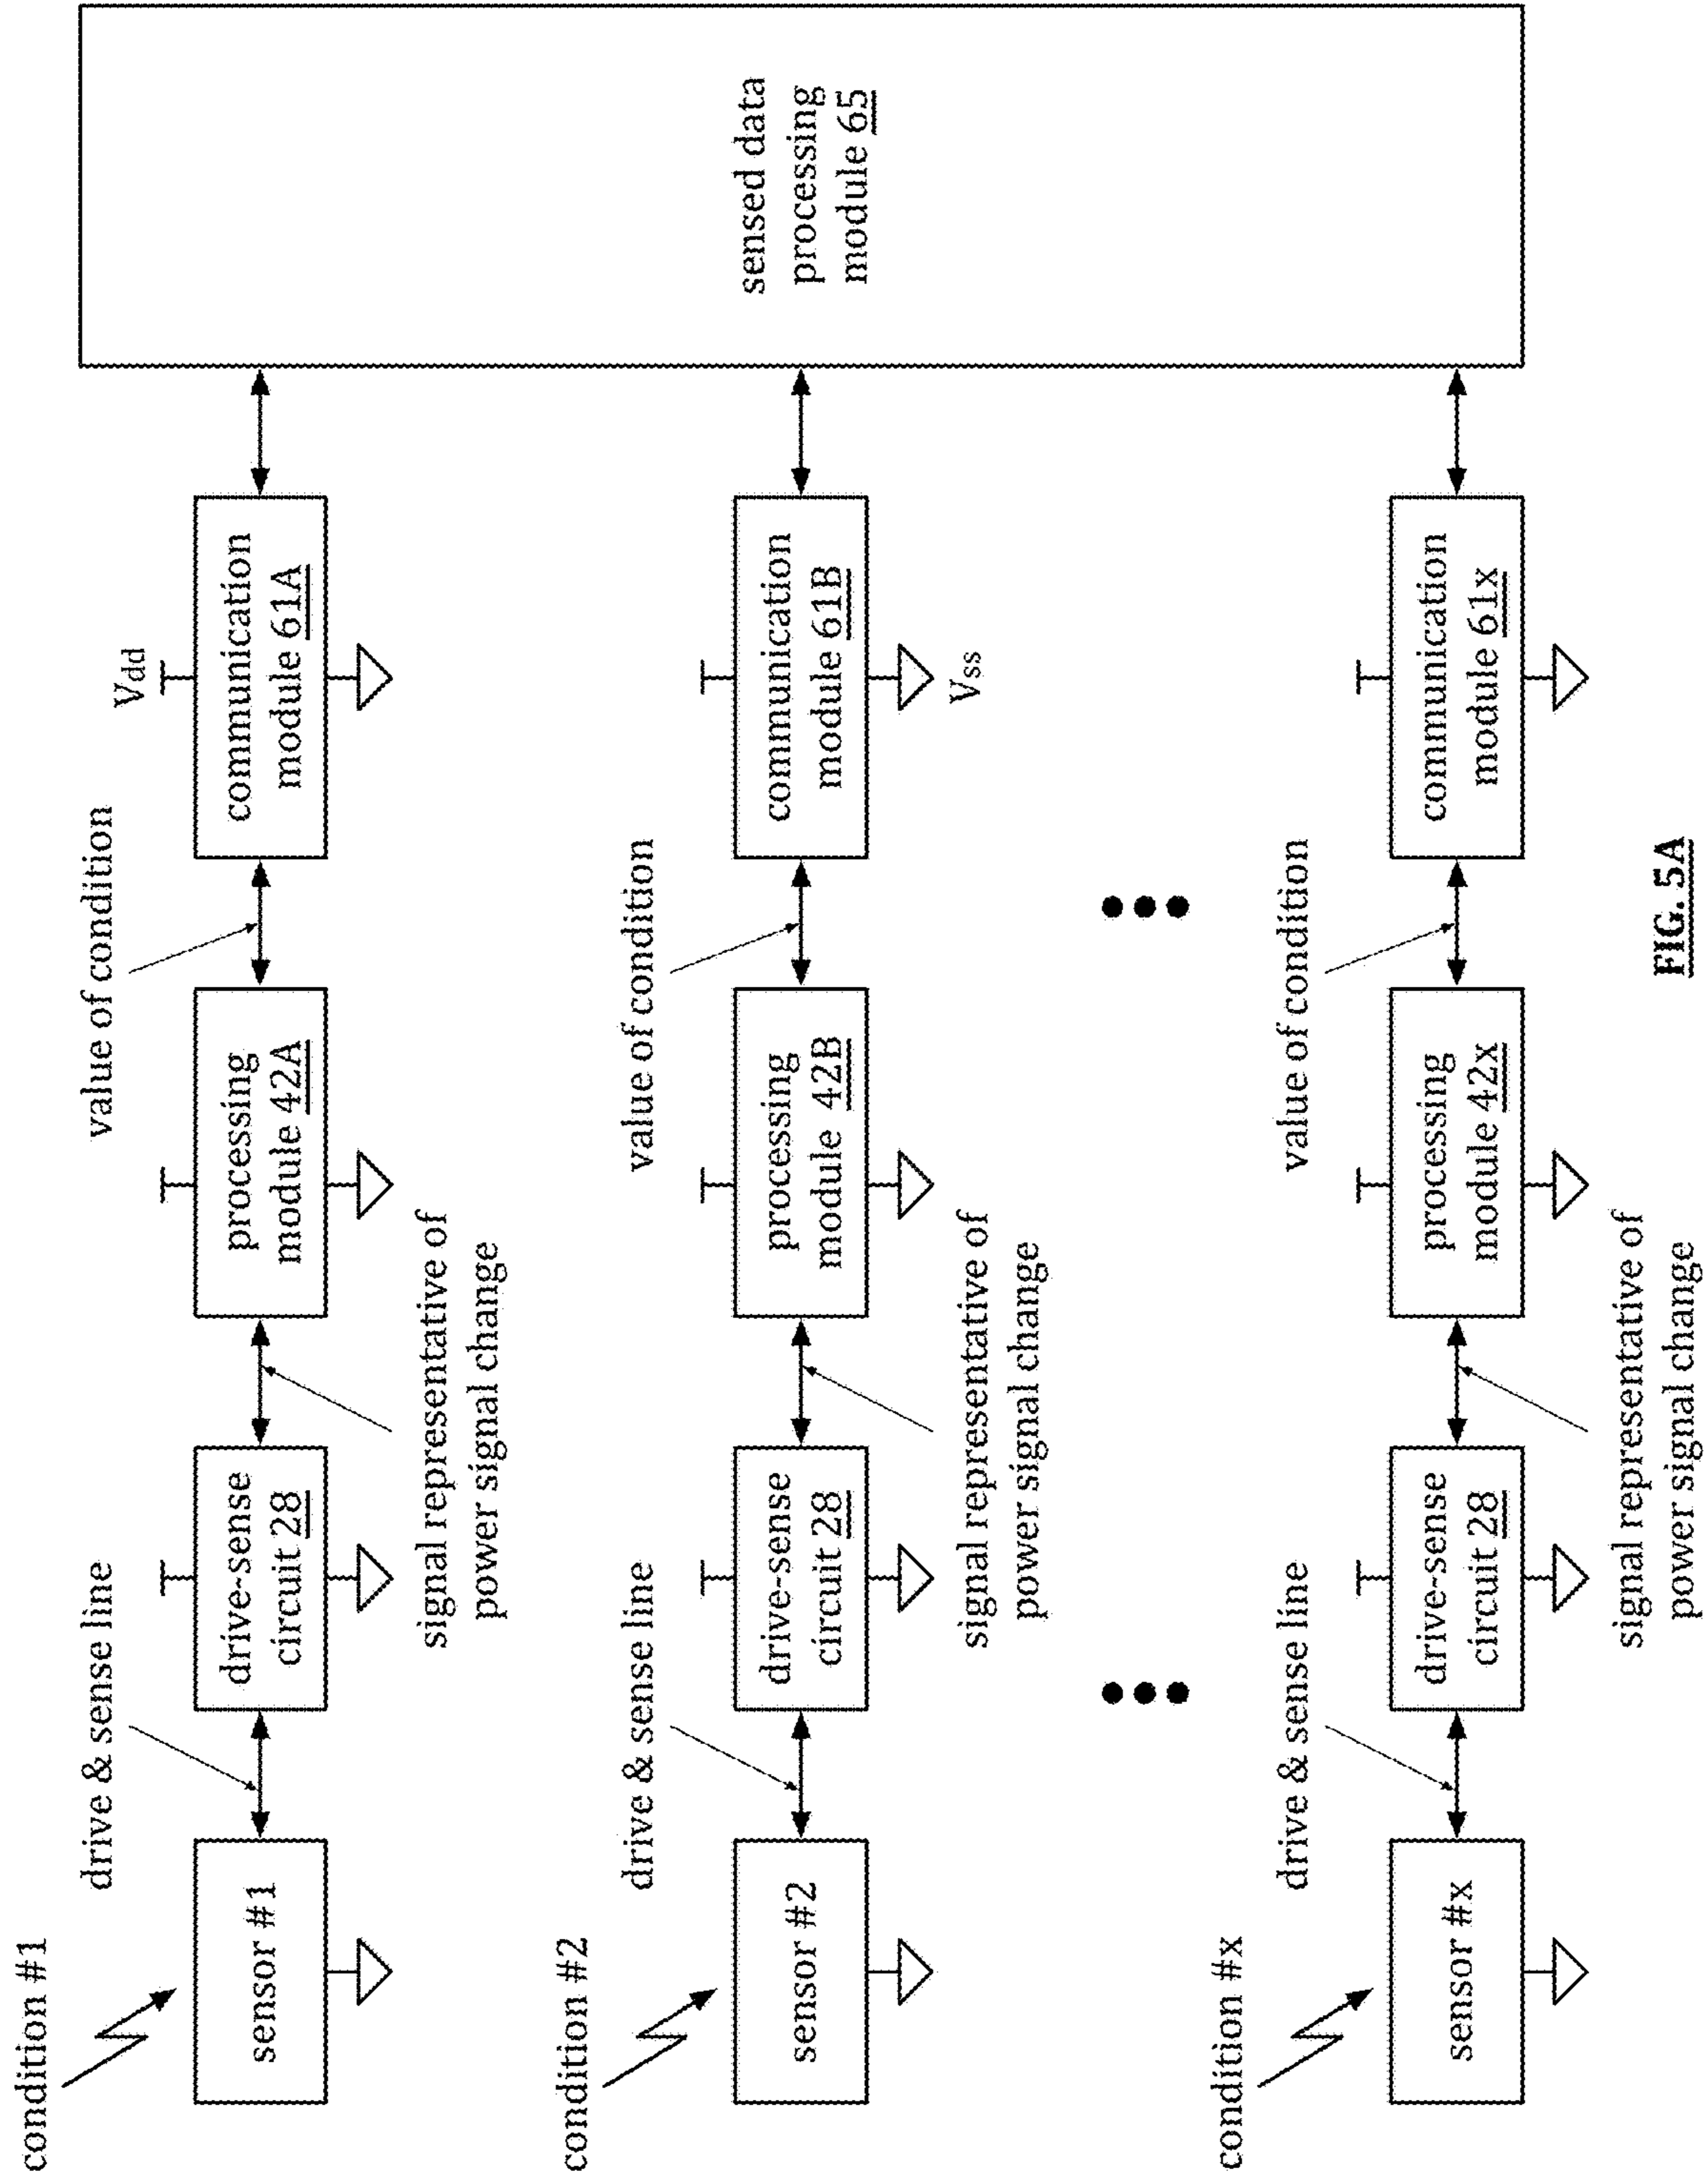 condition #1
drive & sense line
value of condition
Vdd
sensor #1
drive-sense
circuit 28
processing
module 42A
communication
module 61A
signal representative of
power signal change
condition #2
drive & sense line
value of condition
sensor #2
drive-sense
circuit 28
processing
module 42B
communication
module 61B
Vss
signal representative of
power signal change
condition #x
drive & sense line
value of condition
sensor #x
drive-sense
circuit 28
processing
module 42x
communication
module 61x
signal representative of
power signal change
sensed data
processing
module 65
FIG. 5A